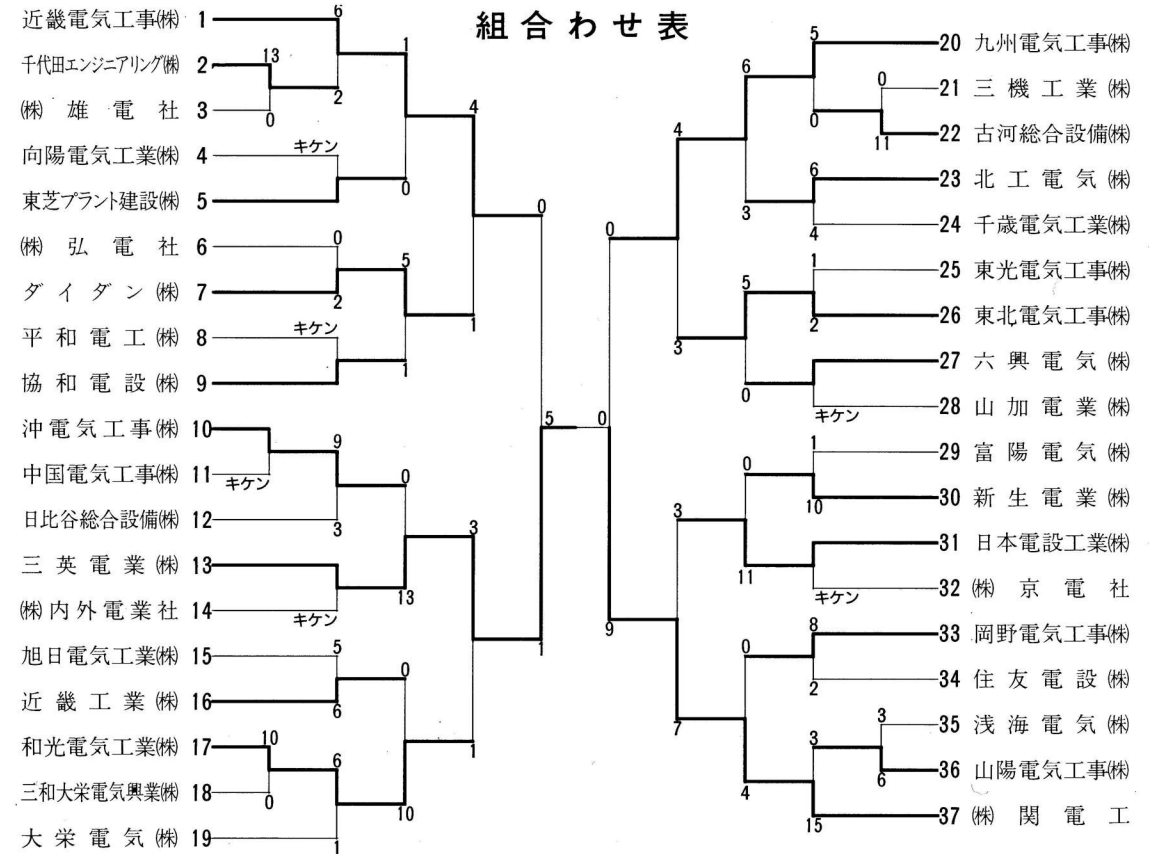 組合わせ表
近畿電気工事㈱ 1
千代田エンジニアリング㈱ 2
㈱雄電社 3
向陽電気工業㈱ 4
東芝プラント建設㈱ 5
㈱弘電社 6
ダイダン㈱ 7
平和電工㈱ 8
協和電設㈱ 9
沖電気工事㈱ 10
中国電気工事㈱ 11
日比谷総合設備㈱ 12
三英電業㈱ 13
㈱内外電業社 14
旭日電気工業㈱ 15
近畿工業㈱ 16
和光電気工業㈱ 17
三和大栄電気興業㈱ 18
大栄電気㈱ 19
13
0
キケン
10
0
6
2
キケン
0
2
キケン
9
3
キケン
5
6
6
1
1
0
5
1
0
13
0
10
4
1
3
1
0
1
5
0
0
9
4
3
3
7
6
3
5
0
0
11
0
4
5
0
6
4
1
2
キケン
1
10
キケン
8
2
3
15
0
11
3
6
20 九州電気工事㈱
21 三機工業㈱
22 古河総合設備㈱
23 北工電気㈱
24 千歳電気工業㈱
25 東光電気工事㈱
26 東北電気工事㈱
27 六興電気㈱
28 山加電業㈱
29 富陽電気㈱
30 新生電業㈱
31 日本電設工業㈱
32 ㈱京電社
33 岡野電気工事㈱
34 住友電設㈱
35 浅海電気㈱
36 山陽電気工事㈱
37 ㈱関電工